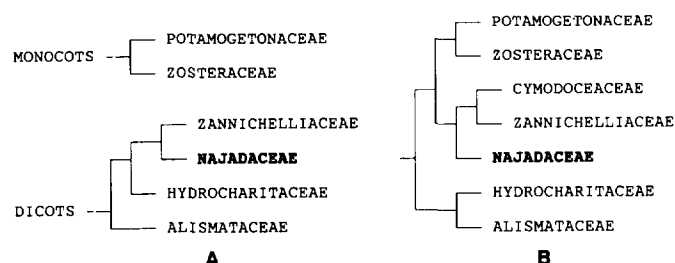 POTAMOGETONACEAE
MONOCOTS
ZOSTERACEAE
ZANNICHELLIACEAE
NAJADACEAE
HYDROCHARITACEAE
DICOTS
ALISMATACEAE
A
POTAMOGETONACEAE
ZOSTERACEAE
CYMODOCEACEAE
ZANNICHELLIACEAE
NAJADACEAE
HYDROCHARITACEAE
ALISMATACEAE
B